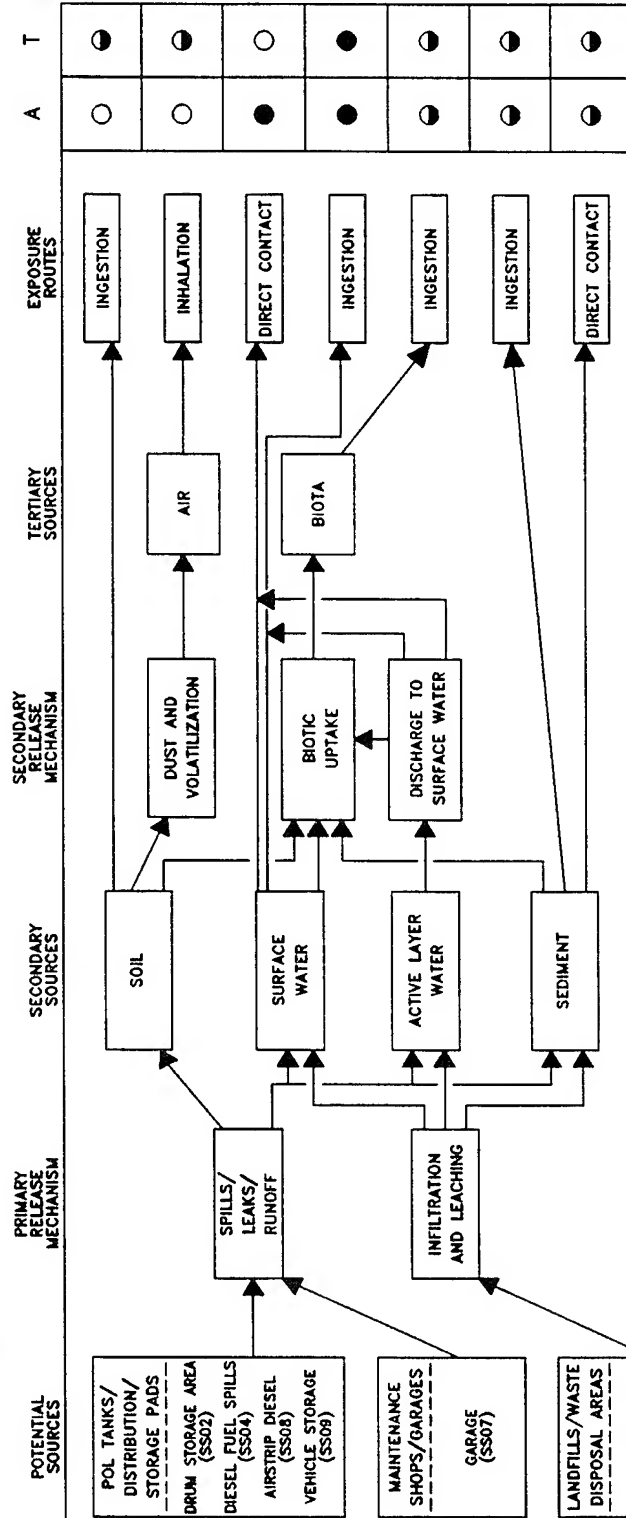 POTENTIAL
SOURCES
PRIMARY
RELEASE
MECHANISM
SECONDARY
SOURCES
SECONDARY
RELEASE
MECHANISM
TERTIARY
SOURCES
EXPOSURE
ROUTES
A
T
POL TANKS/
DISTRIBUTION/
STORAGE PADS
DRUM STORAGE AREA
(SS02)
DIESEL FUEL SPILLS
(SS04)
AIRSTRIP DIESEL
(SS08)
VEHICLE STORAGE
(SS09)
MAINTENANCE
SHOPS/GARAGES
GARAGE
(SS07)
LANDFILLS/WASTE
DISPOSAL AREAS
SPILLS/
LEAKS/
RUNOFF
INFILTRATION
AND LEACHING
SOIL
SURFACE
WATER
ACTIVE LAYER
WATER
SEDIMENT
DUST AND
VOLATILIZATION
BIOTIC
UPTAKE
DISCHARGE TO
SURFACE WATER
AIR
BIOTA
INGESTION
INHALATION
DIRECT CONTACT
INGESTION
INGESTION
INGESTION
DIRECT CONTACT